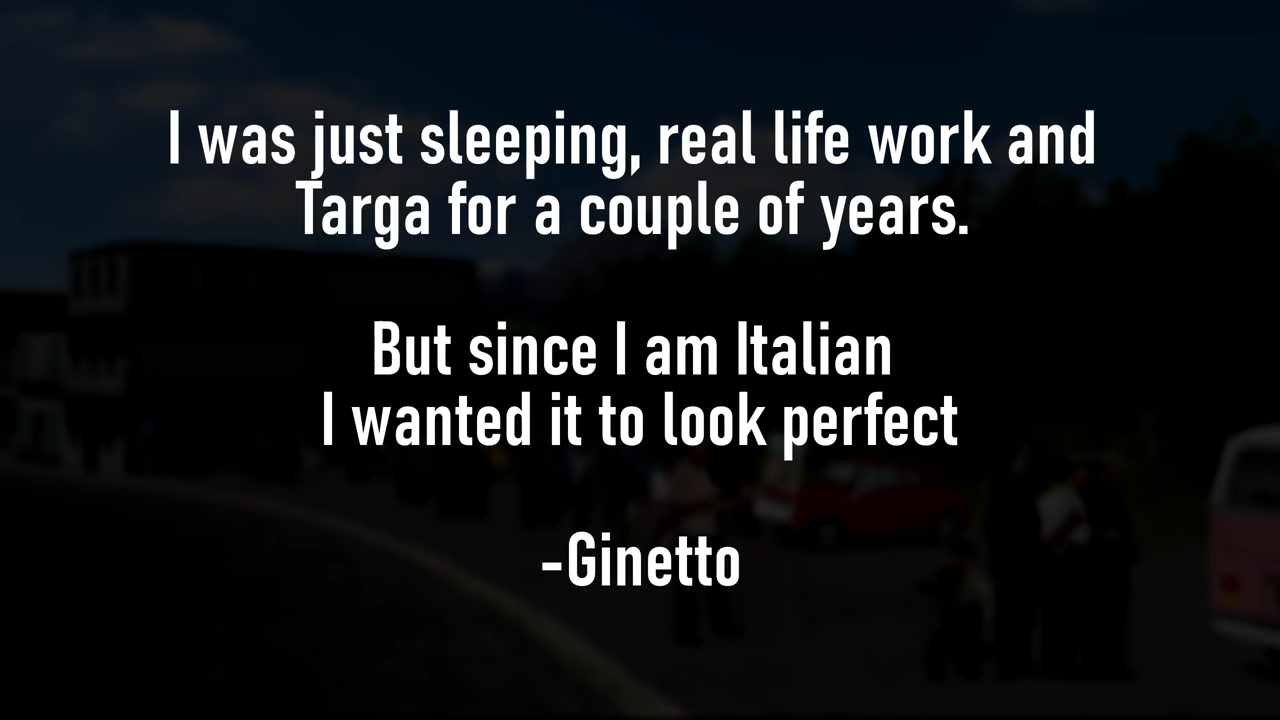 I was just sleeping, real life work and
Targa for a couple of years.
But since I am Italian
I wanted it to look perfect
-Ginetto